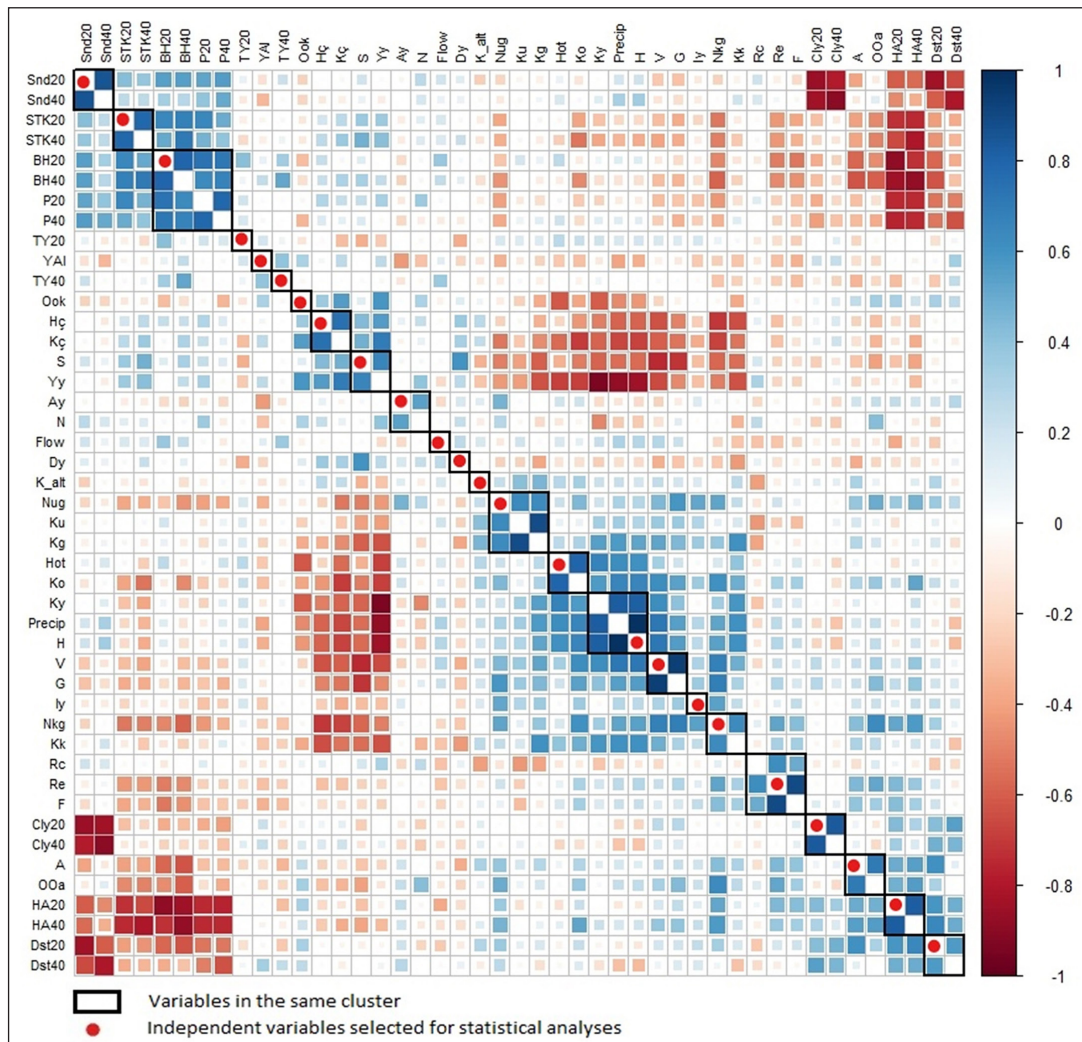 Snd20 Snd40 STK20 STK40 BH20 BH40 P20 P40 TY20 YAI TY40 Ook Hç Kç S Yy Ay N Flow Dy K_alt Nug Ku Kg Hot Ko Ky Precip H V G Iy Nkg Kk Rc Re F Cly20 Cly40 A OOa HA20 HA40 Dst20 Dst40
Snd20
Snd40
STK20
STK40
BH20
BH40
P20
P40
TY20
YAI
TY40
Ook
Hç
Kç
S
Yy
Ay
N
Flow
Dy
K_alt
Nug
Ku
Kg
Hot
Ko
Ky
Precip
H
V
G
Iy
Nkg
Kk
Rc
Re
F
Cly20
Cly40
A
OOa
HA20
HA40
Dst20
Dst40
1
0.8
0.6
0.4
0.2
0
-0.2
-0.4
-0.6
-0.8
-1
Variables in the same cluster
Independent variables selected for statistical analyses